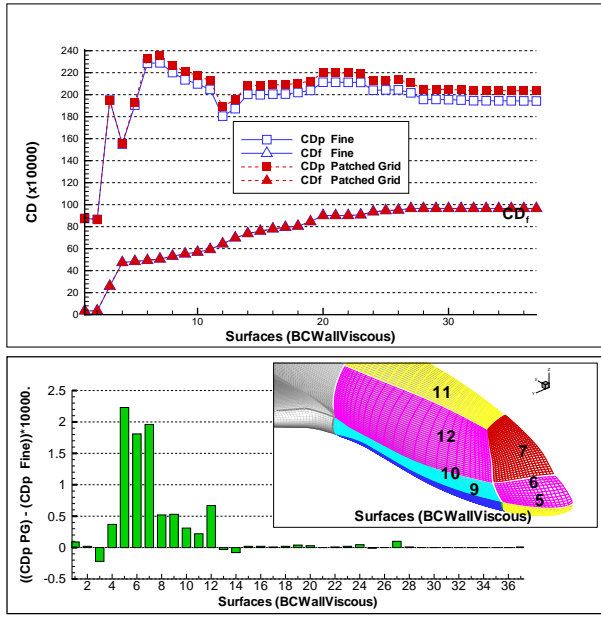 240
220
200
180
160
140
120
100
80
60
40
20
0
CD (x10000)
CDp Fine
CDf Fine
CDp Patched Grid
CDf Patched Grid
CDf
10
20
30
Surfaces (BCWallViscous)
2.5
2
1.5
1
0.5
0
-0.5
((CDp PG) - (CDp Fine))*10000.
11
12
7
10
6
9
5
Z
X
Y
Surfaces (BCWallViscous)
2 4 6 8 10 12 14 16 18 20 22 24 26 28 30 32 34 36
Surfaces (BCWallViscous)